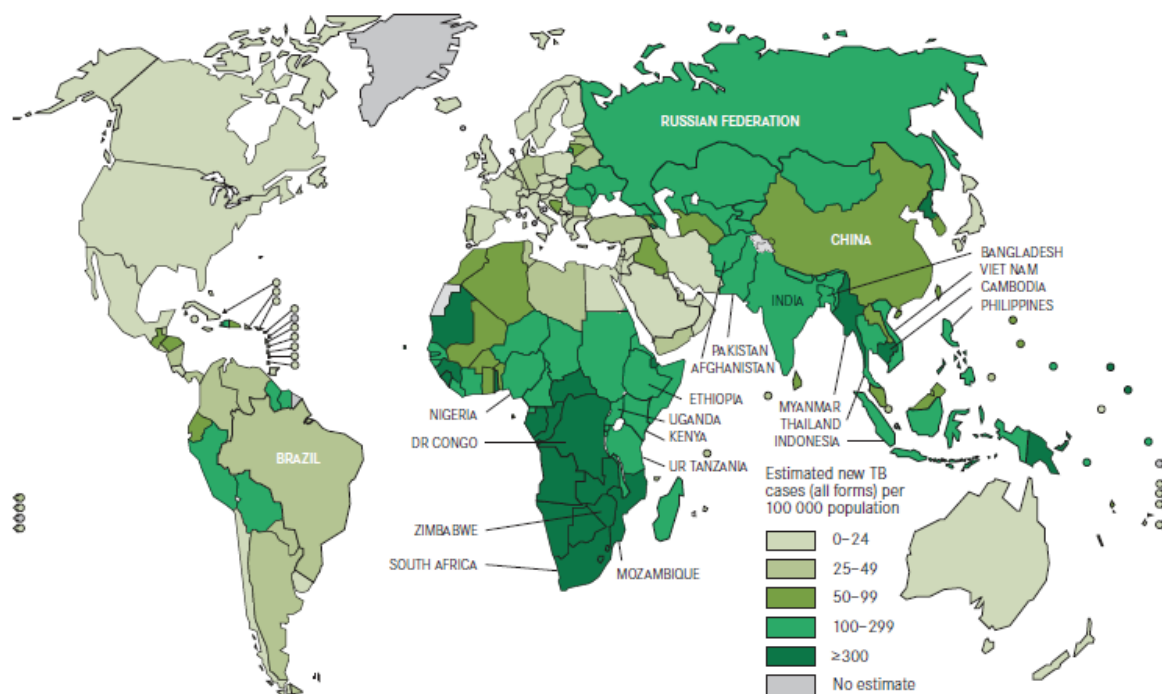 RUSSIAN FEDERATION
CHINA
BANGLADESH
VIET NAM
CAMBODIA
PHILIPPINES
INDIA
PAKISTAN
AFGHANISTAN
NIGERIA
ETHIOPIA
UGANDA
KENYA
DR CONGO
MYANMAR
THAILAND
INDONESIA
BRAZIL
UR TANZANIA
ZIMBABWE
SOUTH AFRICA
MOZAMBIQUE
Estimated new TB
cases (all forms) per
100 000 population
0–24
25–49
50–99
100–299
≥300
No estimate